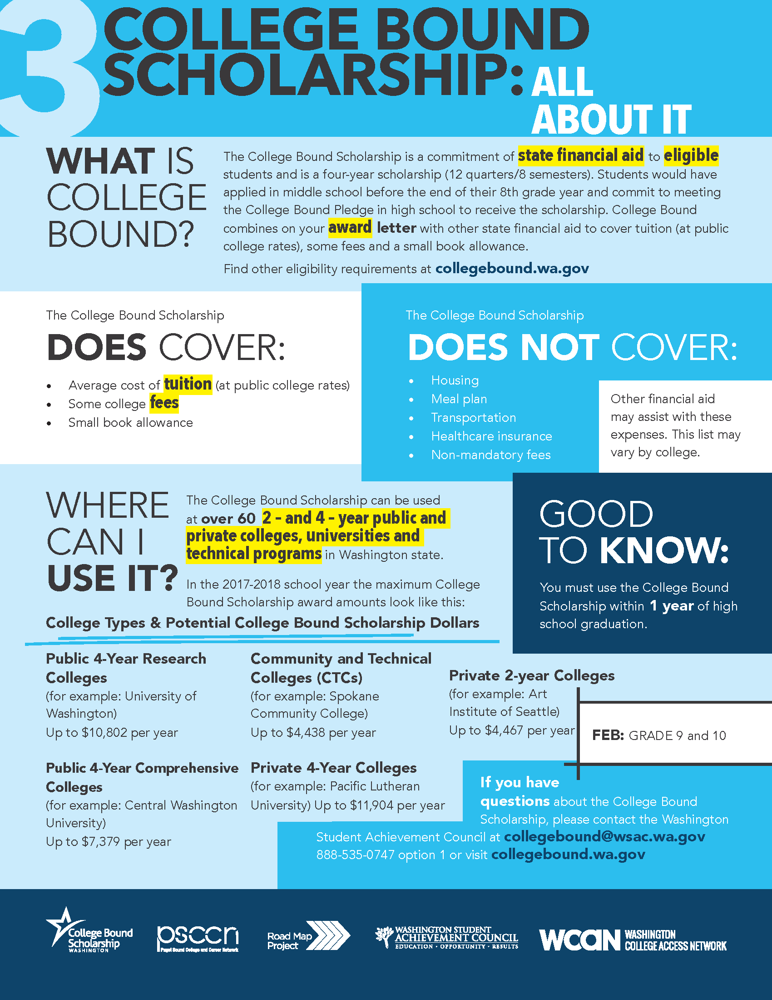 3
COLLEGE BOUND
SCHOLARSHIP:
ALL
ABOUT IT
WHAT IS
COLLEGE
BOUND?
The College Bound Scholarship is a commitment of state financial aid to eligible
students and is a four-year scholarship (12 quarters/8 semesters). Students would have
applied in middle school before the end of their 8th grade year and commit to meeting
the College Bound Pledge in high school to receive the scholarship. College Bound
combines on your award letter with other state financial aid to cover tuition (at public
college rates), some fees and a small book allowance.
Find other eligibility requirements at collegebound.wa.gov
The College Bound Scholarship
DOES COVER:
• Average cost of tuition (at public college rates)
• Some college fees
• Small book allowance
The College Bound Scholarship
DOES NOT COVER:
• Housing
• Meal plan
• Transportation
• Healthcare insurance
• Non-mandatory fees
Other financial aid
may assist with these
expenses. This list may
vary by college.
WHERE
CAN I
USE IT?
The College Bound Scholarship can be used
at over 60 2 – and 4 – year public and
private colleges, universities and
technical programs in Washington state.
In the 2017-2018 school year the maximum College
Bound Scholarship award amounts look like this:
GOOD
TO KNOW:
You must use the College Bound
Scholarship within 1 year of high
school graduation.
College Types & Potential College Bound Scholarship Dollars
Public 4-Year Research
Colleges
(for example: University of
Washington)
Up to $10,802 per year
Community and Technical
Colleges (CTCs)
(for example: Spokane
Community College)
Up to $4,438 per year
Private 2-year Colleges
(for example: Art
Institute of Seattle)
Up to $4,467 per year
FEB: GRADE 9 and 10
Public 4-Year Comprehensive
Colleges
(for example: Central Washington
University)
Up to $7,379 per year
Private 4-Year Colleges
(for example: Pacific Lutheran
University) Up to $11,904 per year
If you have
questions about the College Bound
Scholarship, please contact the Washington
Student Achievement Council at collegebound@wsac.wa.gov
888-535-0747 option 1 or visit collegebound.wa.gov
College Bound
Scholarship
WASHINGTON
psccn
Puget Sound College and Career Network
Road Map
Project
WASHINGTON STUDENT
ACHIEVEMENT COUNCIL
EDUCATION · OPPORTUNITY · RESULTS
wcan
WASHINGTON
COLLEGE ACCESS NETWORK